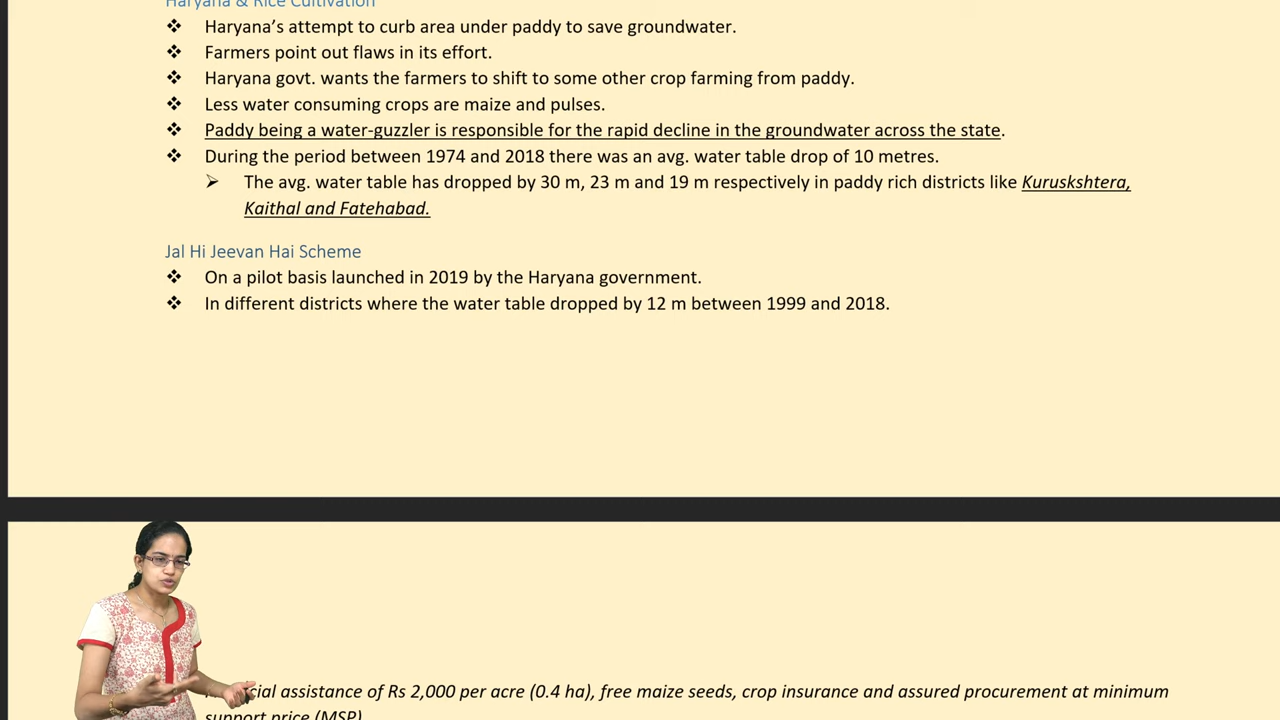 Haryana & Rice Cultivation
❖ Haryana’s attempt to curb area under paddy to save groundwater.
❖ Farmers point out flaws in its effort.
❖ Haryana govt. wants the farmers to shift to some other crop farming from paddy.
❖ Less water consuming crops are maize and pulses.
❖ Paddy being a water-guzzler is responsible for the rapid decline in the groundwater across the state.
❖ During the period between 1974 and 2018 there was an avg. water table drop of 10 metres.
➢ The avg. water table has dropped by 30 m, 23 m and 19 m respectively in paddy rich districts like Kuruskshtera,
Kaithal and Fatehabad.
Jal Hi Jeevan Hai Scheme
❖ On a pilot basis launched in 2019 by the Haryana government.
❖ In different districts where the water table dropped by 12 m between 1999 and 2018.
assistance of Rs 2,000 per acre (0.4 ha), free maize seeds, crop insurance and assured procurement at minimum
support price (MSP)